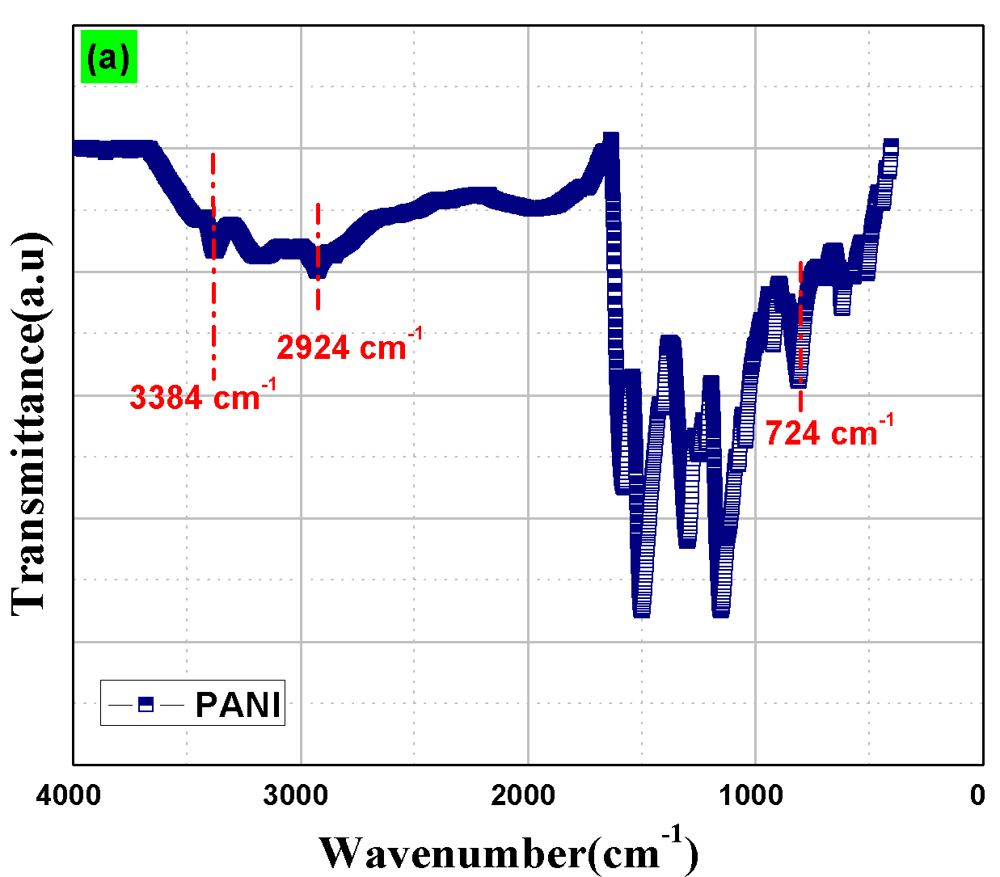 (a)
Transmittance(a.u)
3384 cm⁻¹
2924 cm⁻¹
724 cm⁻¹
PANI
4000 3000 2000 1000 0
Wavenumber(cm⁻¹)